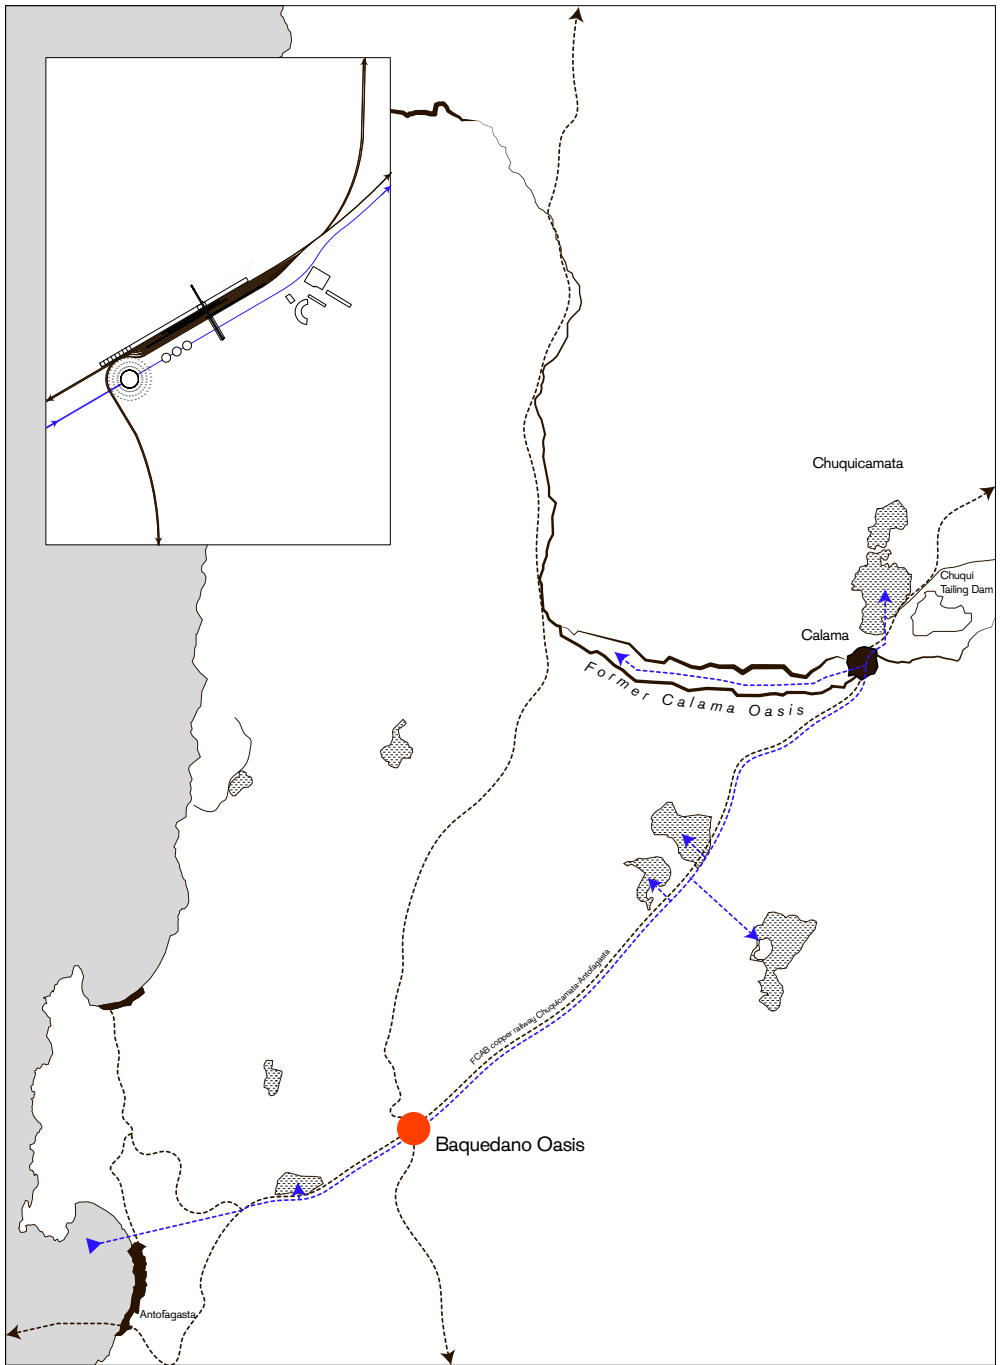 Chuquicamata
Chuqui
Tailing Dam
Calama
Former Calama Oasis
FCAB copper railway Chuquicamata-Antofagasta
Baquedano Oasis
Antofagasta